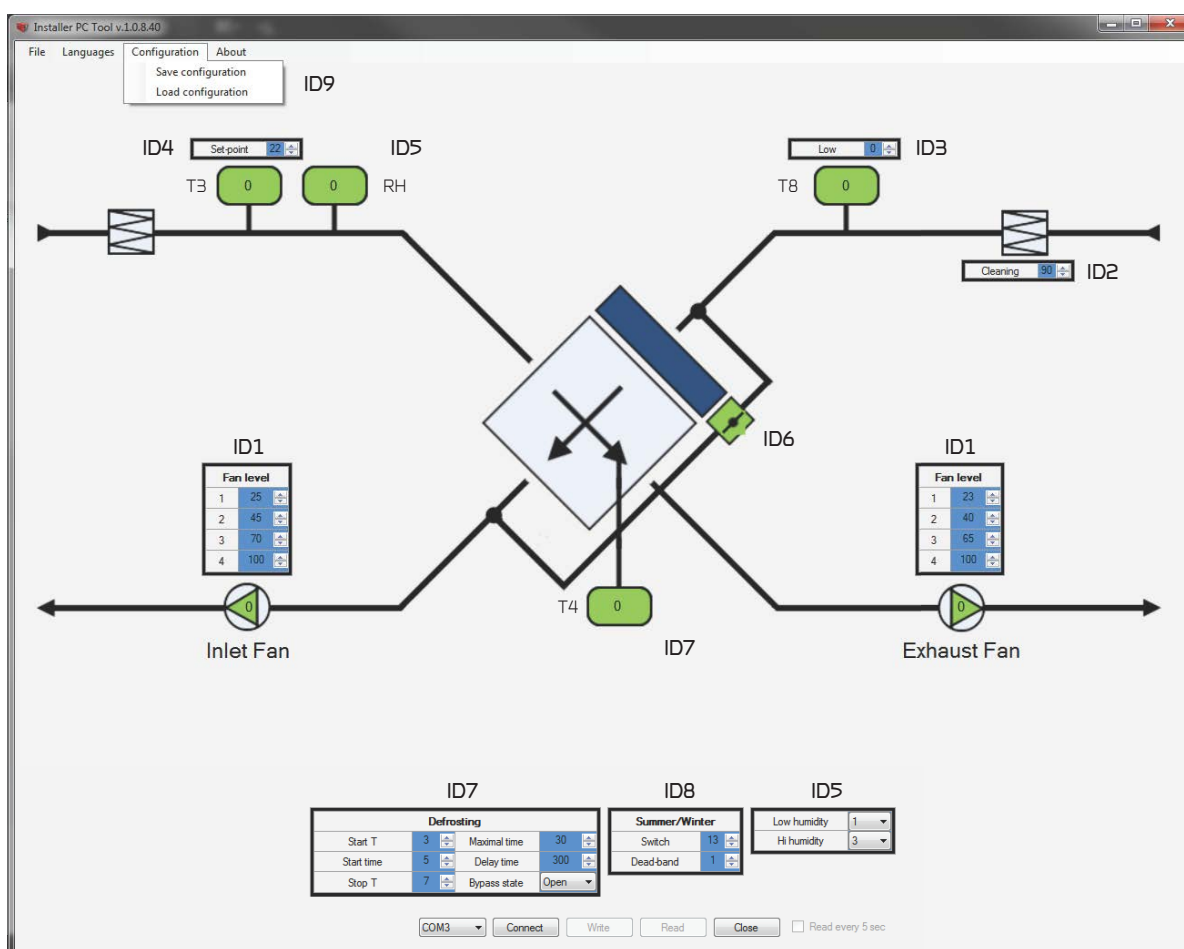 Installer PC Tool v.1.0.8.40
File Languages Configuration About
Save configuration
Load configuration
ID9
ID4 Set-point 22 ID5
T3 0 0 RH
Low 0 ID3
T8 0
Cleaning 90 ID2
ID6
ID1
Fan level
1 25
2 45
3 70
4 100
0
Inlet Fan
ID1
Fan level
1 23
2 40
3 65
4 100
0
Exhaust Fan
T4 0
ID7
ID7
Defrosting
Start T 3 Maximal time 30
Start time 5 Delay time 300
Stop T 7 Bypass state Open
ID8
Summer/Winter
Switch 13
Dead-band 1
ID5
Low humidity 1
Hi humidity 3
COM3 Connect Write Read Close Read every 5 sec